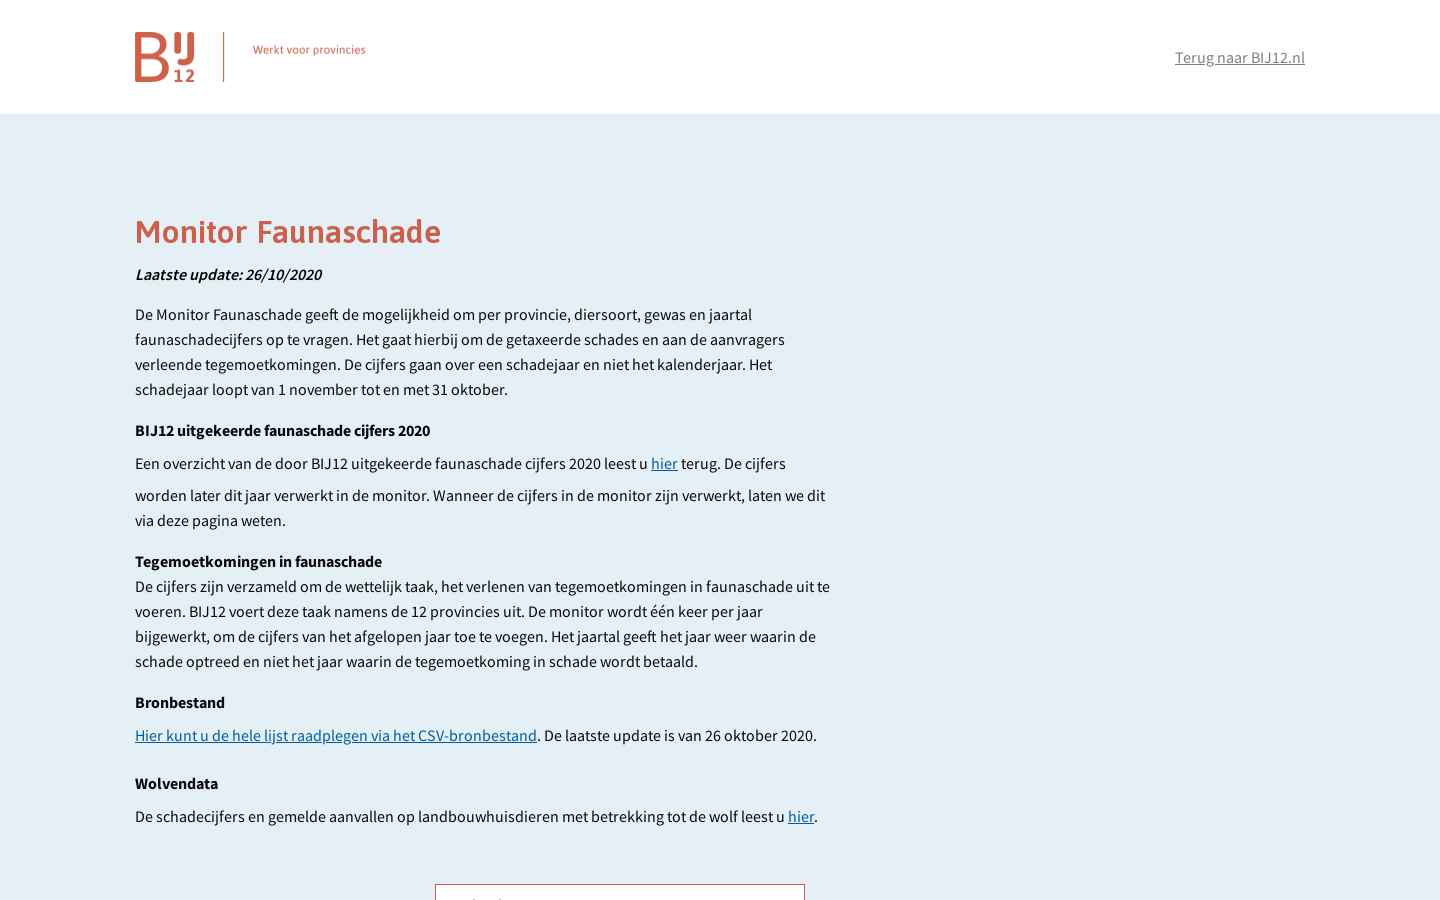 BIJ12
Werkt voor provincies
Terug naar BIJ12.nl
Monitor Faunaschade
Laatste update: 26/10/2020
De Monitor Faunaschade geeft de mogelijkheid om per provincie, diersoort, gewas en jaartal
faunaschadecijfers op te vragen. Het gaat hierbij om de getaxeerde schades en aan de aanvragers
verleende tegemoetkomingen. De cijfers gaan over een schadejaar en niet het kalenderjaar. Het
schadejaar loopt van 1 november tot en met 31 oktober.
BIJ12 uitgekeerde faunaschade cijfers 2020
Een overzicht van de door BIJ12 uitgekeerde faunaschade cijfers 2020 leest u hier terug. De cijfers
worden later dit jaar verwerkt in de monitor. Wanneer de cijfers in de monitor zijn verwerkt, laten we dit
via deze pagina weten.
Tegemoetkomingen in faunaschade
De cijfers zijn verzameld om de wettelijk taak, het verlenen van tegemoetkomingen in faunaschade uit te
voeren. BIJ12 voert deze taak namens de 12 provincies uit. De monitor wordt één keer per jaar
bijgewerkt, om de cijfers van het afgelopen jaar toe te voegen. Het jaartal geeft het jaar weer waarin de
schade optreed en niet het jaar waarin de tegemoetkoming in schade wordt betaald.
Bronbestand
Hier kunt u de hele lijst raadplegen via het CSV-bronbestand. De laatste update is van 26 oktober 2020.
Wolvendata
De schadecijfers en gemelde aanvallen op landbouwhuisdieren met betrekking tot de wolf leest u hier.